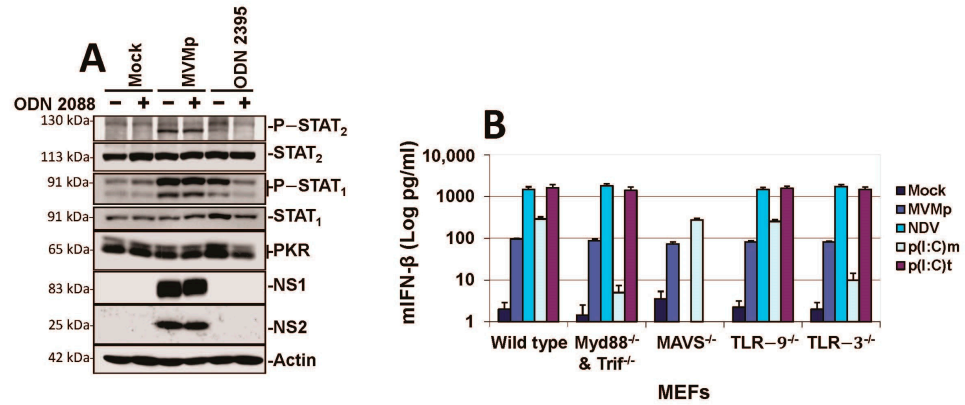 A
Mock
MVMp
ODN 2395
ODN 2088 − + − + − +
130 kDa- -P−STAT2
113 kDa- -STAT2
91 kDa- P−STAT1
91 kDa- -STAT1
65 kDa- PKR
83 kDa- -NS1
25 kDa- -NS2
42 kDa- -Actin
B
mIFN-β (Log pg/ml)
10,000
1000
100
10
1
Wild type
Myd88-/- & Trif-/-
MAVS-/-
TLR−9-/-
TLR−3-/-
MEFs
Mock
MVMp
NDV
p(I:C)m
p(I:C)t